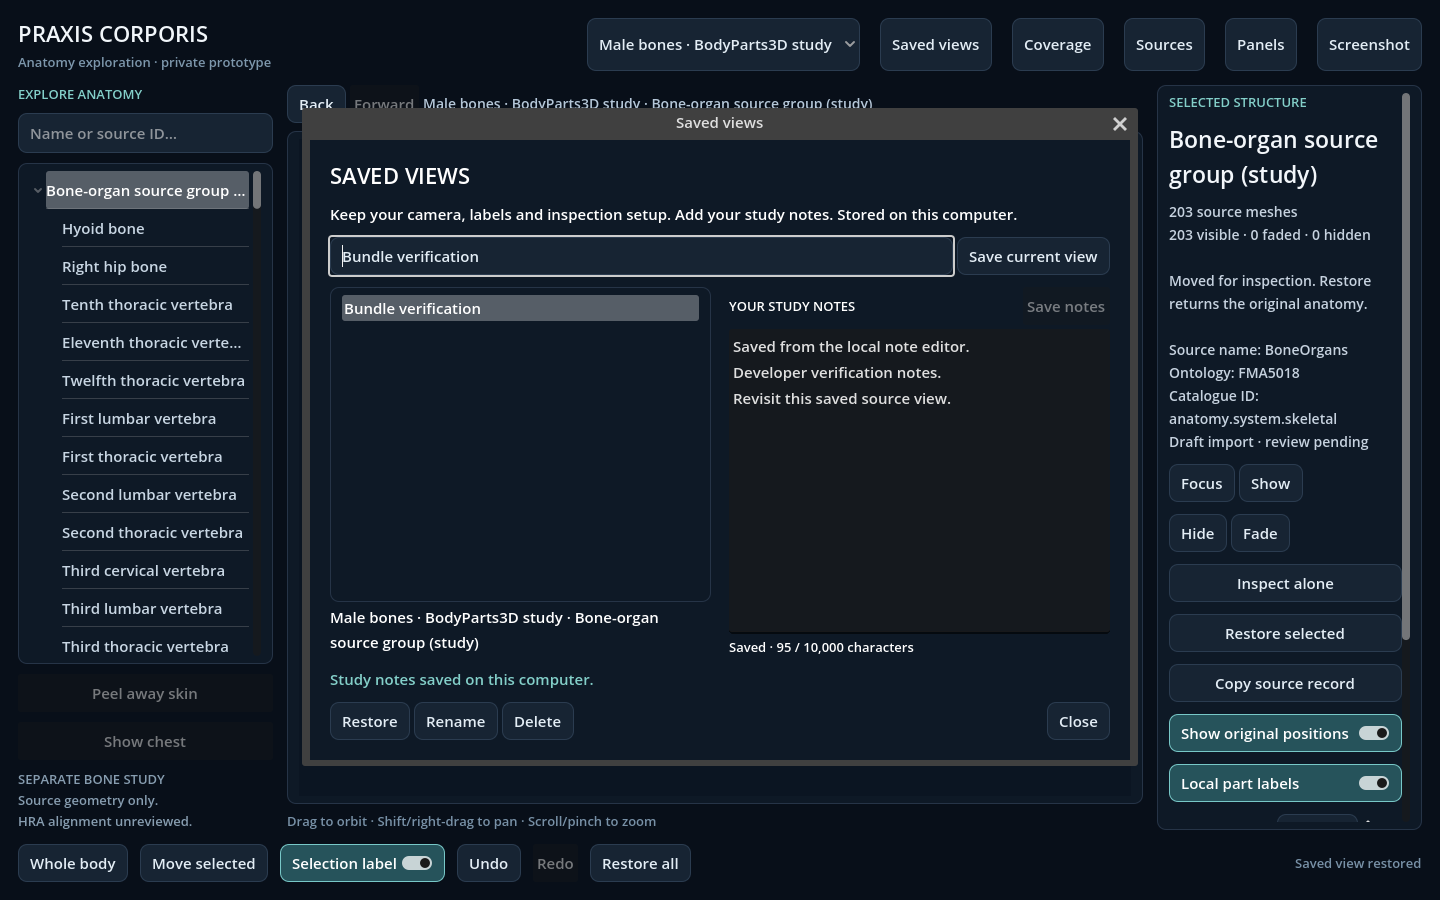 PRAXIS CORPORIS
Anatomy exploration · private prototype
Male bones · BodyParts3D study
Saved views
Coverage
Sources
Panels
Screenshot
EXPLORE ANATOMY
Name or source ID...
Bone-organ source group ...
Hyoid bone
Right hip bone
Tenth thoracic vertebra
Eleventh thoracic verte...
Twelfth thoracic vertebra
First lumbar vertebra
First thoracic vertebra
Second lumbar vertebra
Second thoracic vertebra
Third cervical vertebra
Third lumbar vertebra
Third thoracic vertebra
Peel away skin
Show chest
SEPARATE BONE STUDY
Source geometry only.
HRA alignment unreviewed.
Back
Forward
Male bones · BodyParts3D study · Bone-organ source group (study)
Saved views
SAVED VIEWS
Keep your camera, labels and inspection setup. Add your study notes. Stored on this computer.
Bundle verification
Save current view
Bundle verification
YOUR STUDY NOTES
Save notes
Saved from the local note editor.
Developer verification notes.
Revisit this saved source view.
Male bones · BodyParts3D study · Bone-organ
source group (study)
Saved · 95 / 10,000 characters
Study notes saved on this computer.
Restore
Rename
Delete
Close
Drag to orbit · Shift/right-drag to pan · Scroll/pinch to zoom
SELECTED STRUCTURE
Bone-organ source
group (study)
203 source meshes
203 visible · 0 faded · 0 hidden
Moved for inspection. Restore
returns the original anatomy.
Source name: BoneOrgans
Ontology: FMA5018
Catalogue ID:
anatomy.system.skeletal
Draft import · review pending
Focus
Show
Hide
Fade
Inspect alone
Restore selected
Copy source record
Show original positions
Local part labels
Whole body
Move selected
Selection label
Undo
Redo
Restore all
Saved view restored